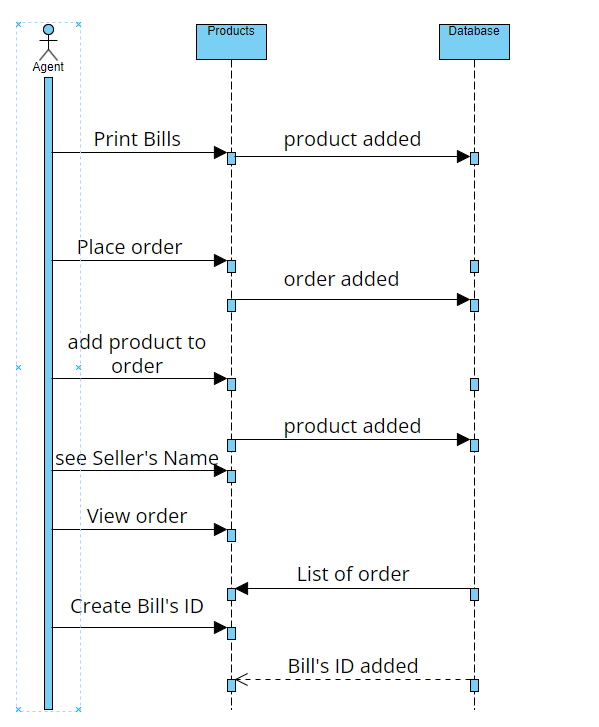 Products
Database
Agent
Print Bills
product added
Place order
order added
add product to
order
product added
see Seller's Name
View order
List of order
Create Bill's ID
Bill's ID added